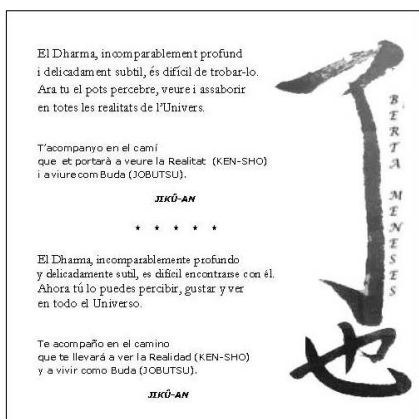 El Dharma, incomparablement profund
i delicadament subtil, és difícil de trobar-lo.
Ara tu el pots percebre, veure i assaborir
en totes les realitats de l'Univers.
T'acompanyo en el camí
que et portarà a veure la Realitat (KEN-SHO)
i a viure com Buda (JOBUTSU).
JIKÛ-AN
* * * * *
El Dharma, incomparablemente profundo
y delicadamente sutil, es difícil encontrarse con él.
Ahora tú lo puedes percibir, gustar y ver
en todo el Universo.
Te acompaño en el camino
que te llevará a ver la Realidad (KEN-SHO)
y a vivir como Buda (JOBUTSU).
JIKÛ-AN
了也
BERTA MENESES